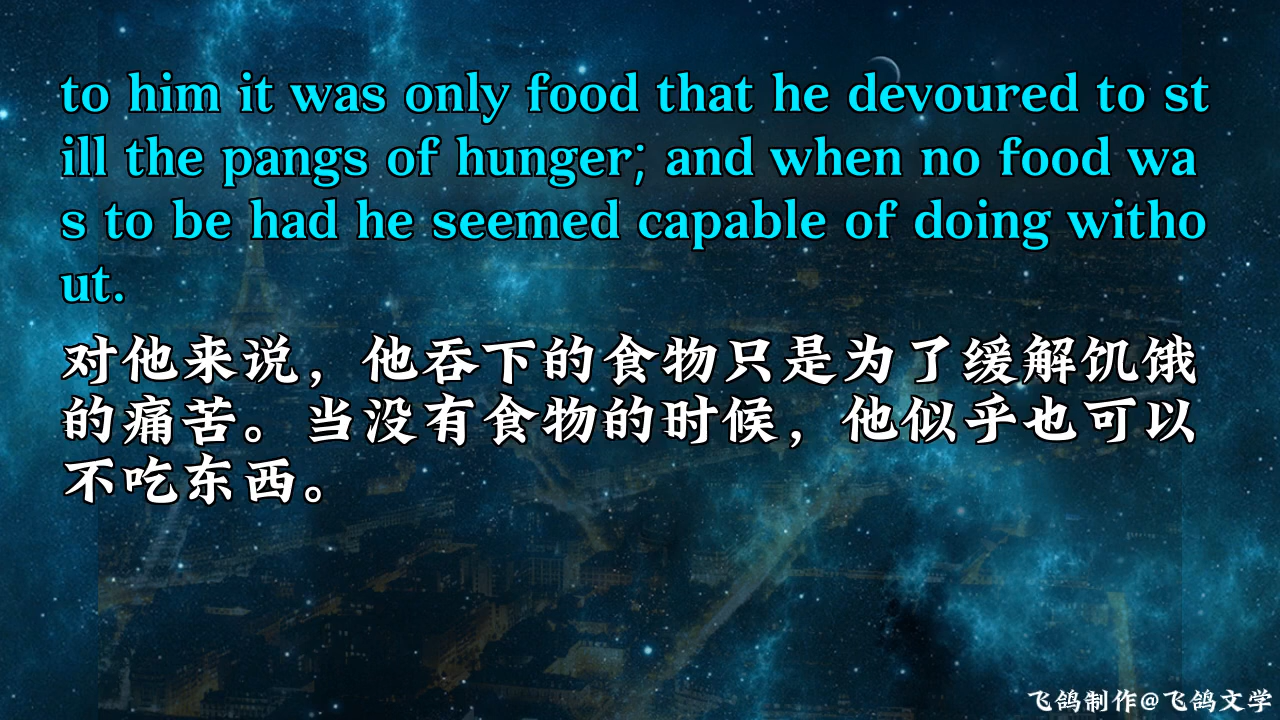 to him it was only food that he devoured to st
ill the pangs of hunger; and when no food wa
s to be had he seemed capable of doing witho
ut.
对他来说，他吞下的食物只是为了缓解饥饿
的痛苦。当没有食物的时候，他似乎也可以
不吃东西。
飞鸽制作@飞鸽文学